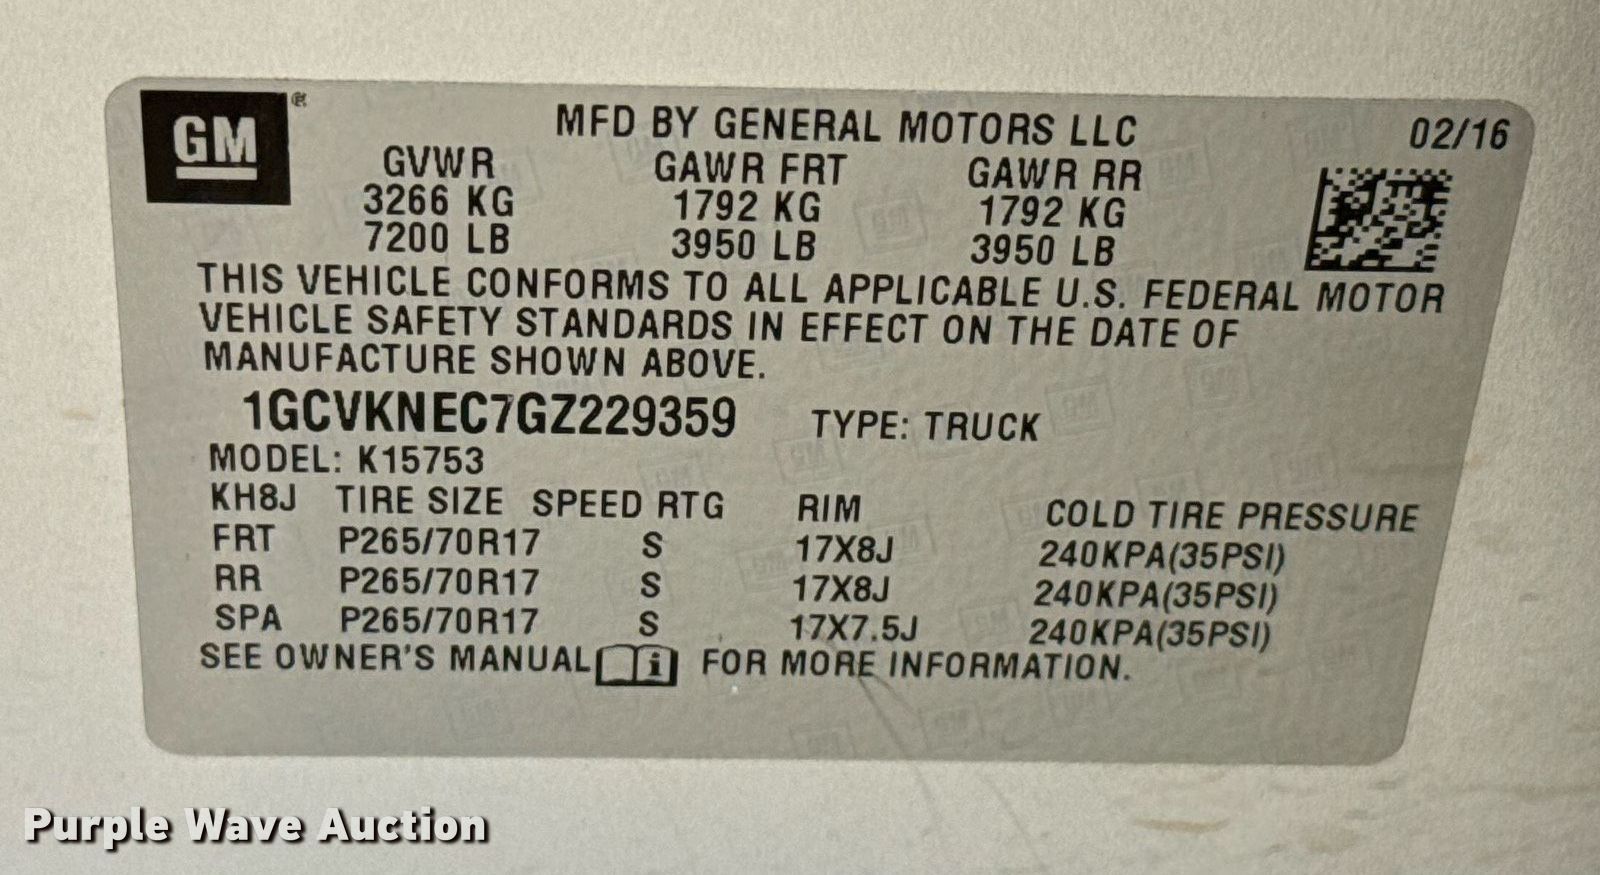 GM®
MFD BY GENERAL MOTORS LLC 02/16
GVWR GAWR FRT GAWR RR
3266 KG 1792 KG 1792 KG
7200 LB 3950 LB 3950 LB
THIS VEHICLE CONFORMS TO ALL APPLICABLE U.S. FEDERAL MOTOR
VEHICLE SAFETY STANDARDS IN EFFECT ON THE DATE OF
MANUFACTURE SHOWN ABOVE.
1GCVKNEC7GZ229359 TYPE: TRUCK
MODEL: K15753
KH8J TIRE SIZE SPEED RTG RIM COLD TIRE PRESSURE
FRT P265/70R17 S 17X8J 240KPA(35PSI)
RR P265/70R17 S 17X8J 240KPA(35PSI)
SPA P265/70R17 S 17X7.5J 240KPA(35PSI)
SEE OWNER'S MANUAL i FOR MORE INFORMATION.
Purple Wave Auction